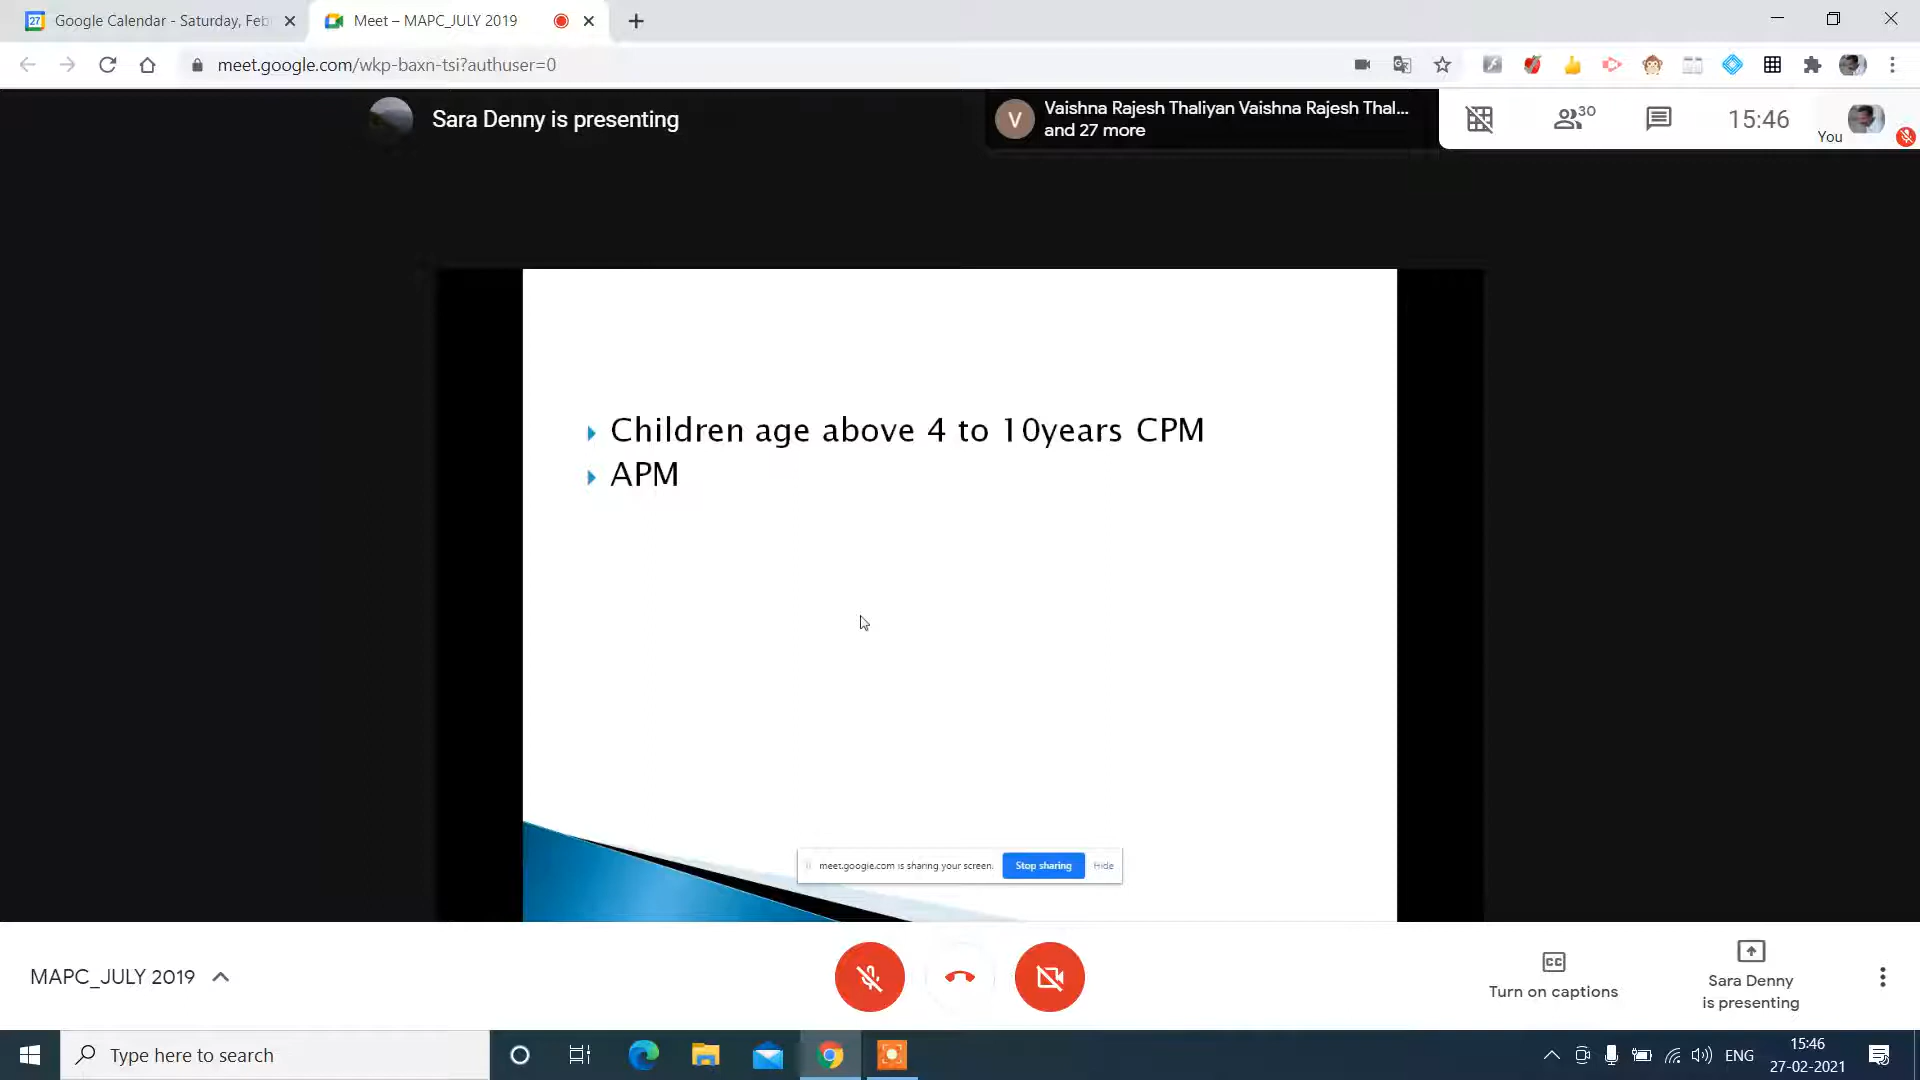 Google Calendar - Saturday, Feb
Meet – MAPC_JULY 2019
meet.google.com/wkp-baxn-tsi?authuser=0
Sara Denny is presenting
V
Vaishna Rajesh Thaliyan Vaishna Rajesh Thal...
and 27 more
30
15:46
You
Children age above 4 to 10years CPM
APM
meet.google.com is sharing your screen.
Stop sharing
Hide
MAPC_JULY 2019
CC
Turn on captions
Sara Denny
is presenting
Type here to search
ENG
15:46
27-02-2021
27